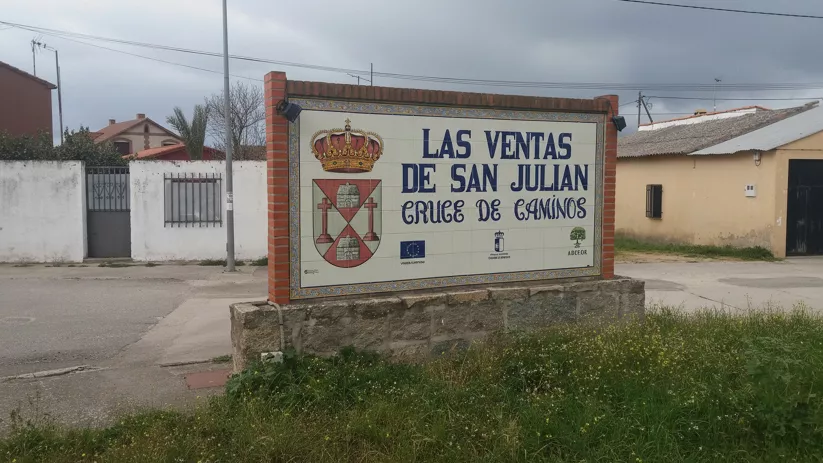 LAS VENTAS
DE SAN JULIAN
CRUCE DE CAMINOS
ADECOR